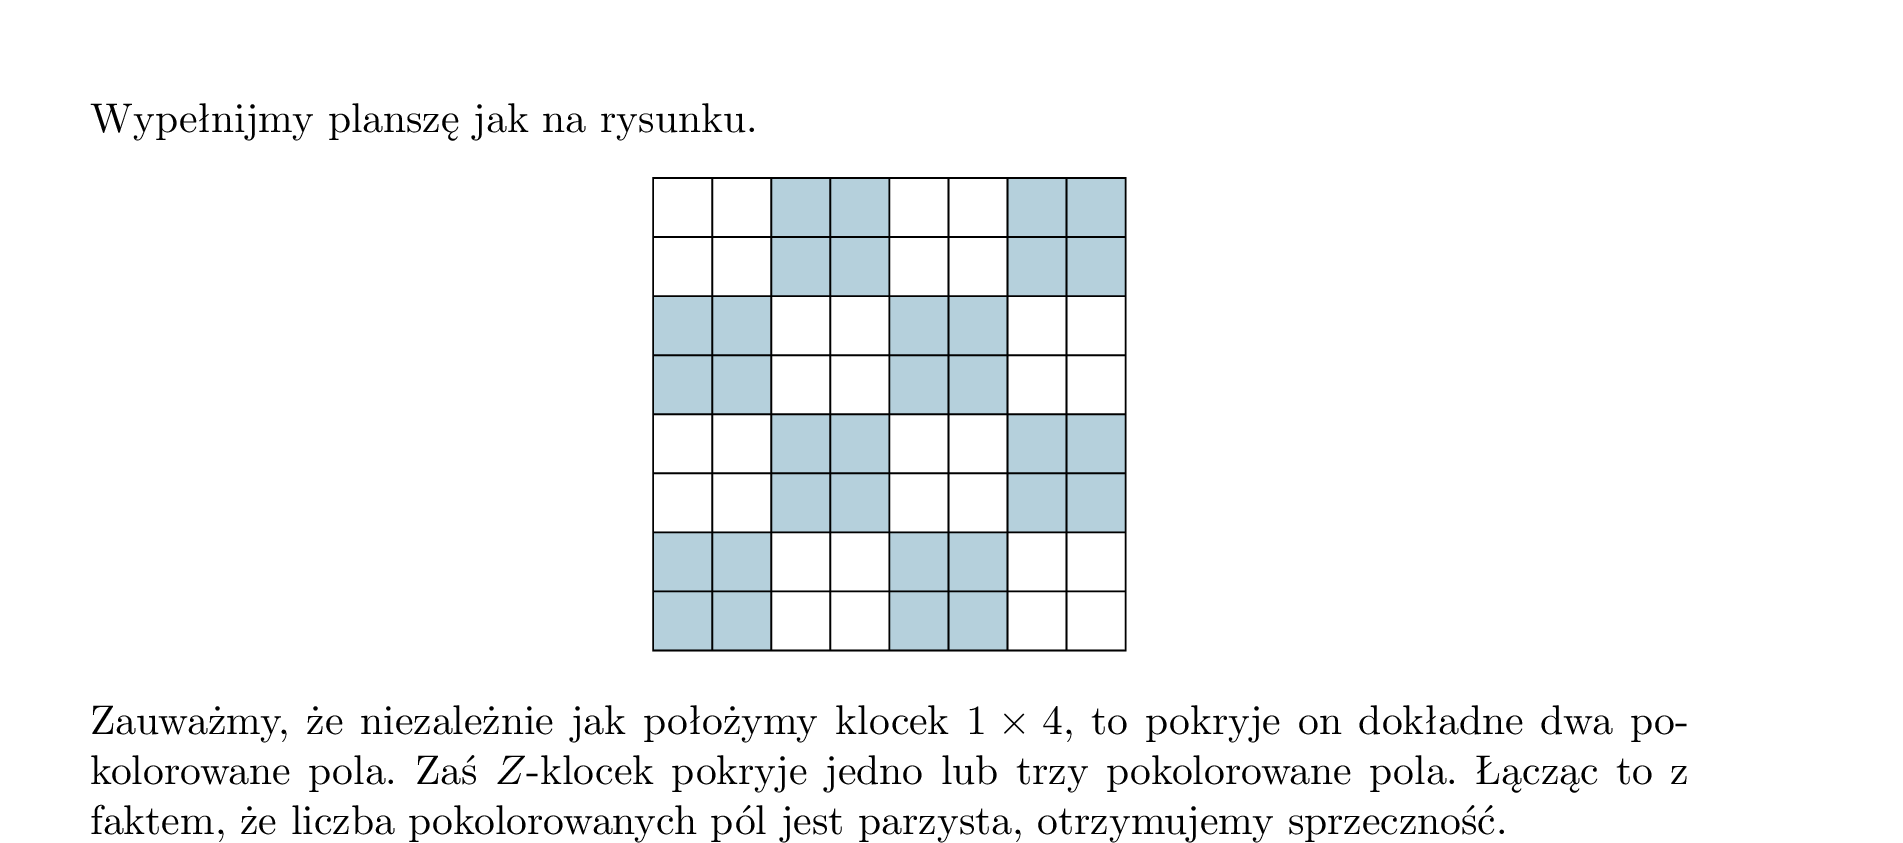 Wypełnijmy planszę jak na rysunku.
Zauważmy, że niezależnie jak położymy klocek 1 × 4, to pokryje on dokładne dwa po-
kolorowane pola. Zaś Z-klocek pokryje jedno lub trzy pokolorowane pola. Łącząc to z
faktem, że liczba pokolorowanych pól jest parzysta, otrzymujemy sprzeczność.